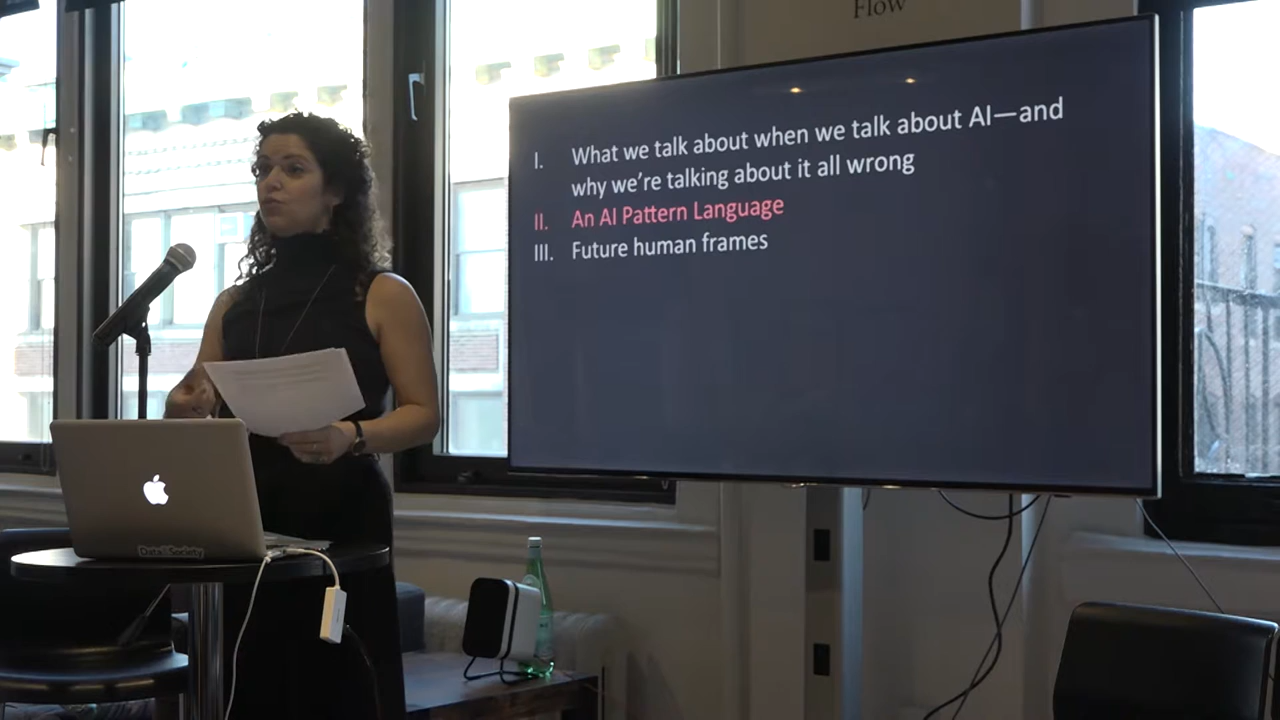 Flow
I. What we talk about when we talk about AI—and
why we're talking about it all wrong
II. An AI Pattern Language
III. Future human frames
Data&Society